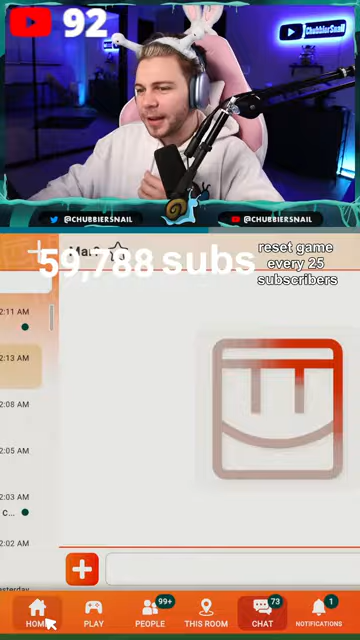 92
ChubbierSnail
@CHUBBIERSNAIL
@CHUBBIERSNAIL
59,788 subs
reset game
every 25
subscribers
2:11 AM
2:13 AM
2:08 AM
2:05 AM
2:03 AM
c...
2:02 AM
esterday
99+
73
1
HOME
PLAY
PEOPLE
THIS ROOM
CHAT
NOTIFICATIONS